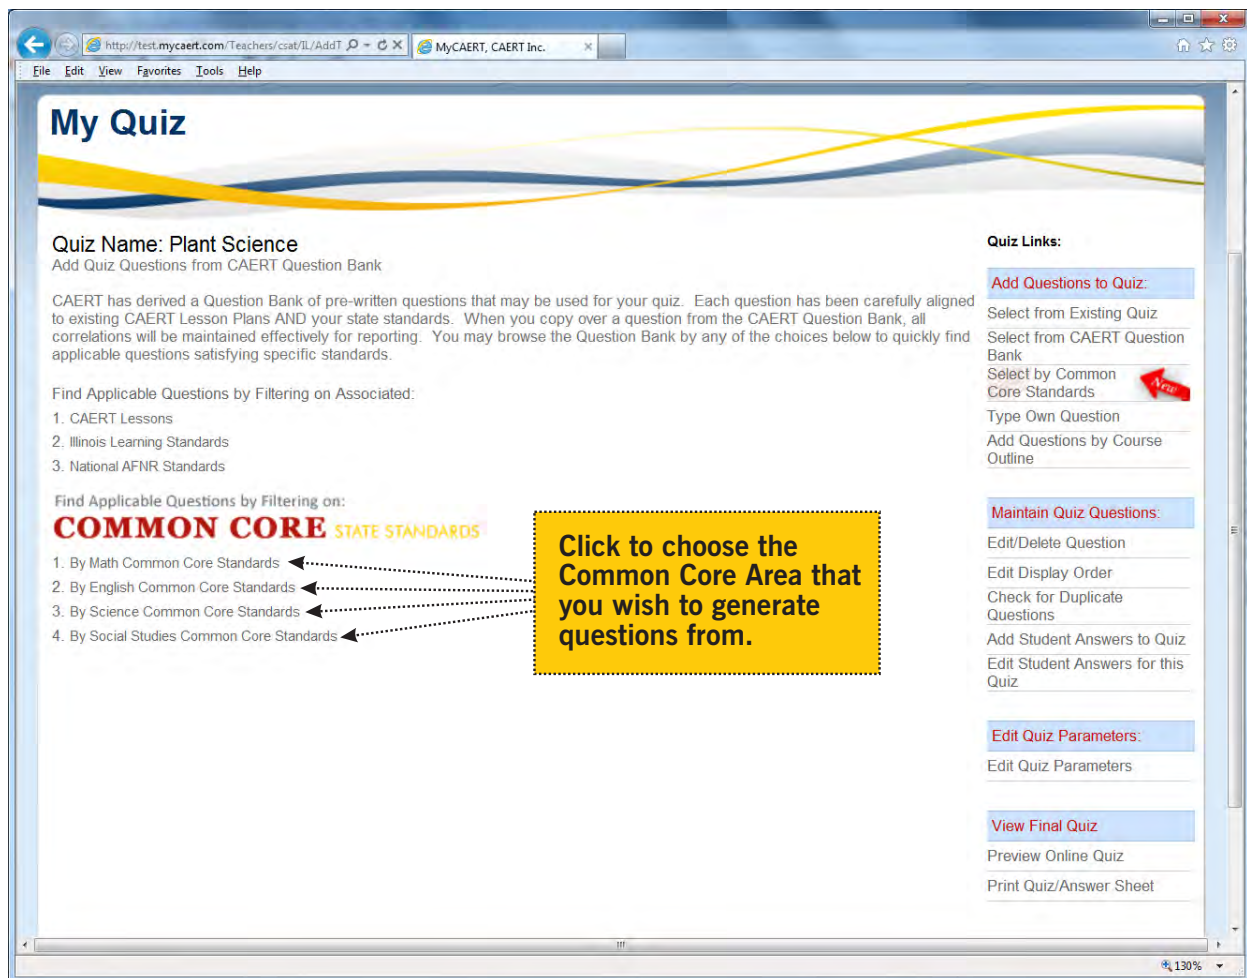 http://test.mycaert.com/Teachers/csat/IL/AddT
MyCAERT, CAERT Inc.
File Edit View Favorites Tools Help
My Quiz
Quiz Name: Plant Science
Add Quiz Questions from CAERT Question Bank
CAERT has derived a Question Bank of pre-written questions that may be used for your quiz. Each question has been carefully aligned
to existing CAERT Lesson Plans AND your state standards. When you copy over a question from the CAERT Question Bank, all
correlations will be maintained effectively for reporting. You may browse the Question Bank by any of the choices below to quickly find
applicable questions satisfying specific standards.
Find Applicable Questions by Filtering on Associated:
1. CAERT Lessons
2. Illinois Learning Standards
3. National AFNR Standards
Find Applicable Questions by Filtering on:
COMMON CORE STATE STANDARDS
1. By Math Common Core Standards
2. By English Common Core Standards
3. By Science Common Core Standards
4. By Social Studies Common Core Standards
Click to choose the
Common Core Area that
you wish to generate
questions from.
Quiz Links:
Add Questions to Quiz:
Select from Existing Quiz
Select from CAERT Question
Bank
Select by Common
Core Standards
New
Type Own Question
Add Questions by Course
Outline
Maintain Quiz Questions:
Edit/Delete Question
Edit Display Order
Check for Duplicate
Questions
Add Student Answers to Quiz
Edit Student Answers for this
Quiz
Edit Quiz Parameters:
Edit Quiz Parameters
View Final Quiz
Preview Online Quiz
Print Quiz/Answer Sheet
130%